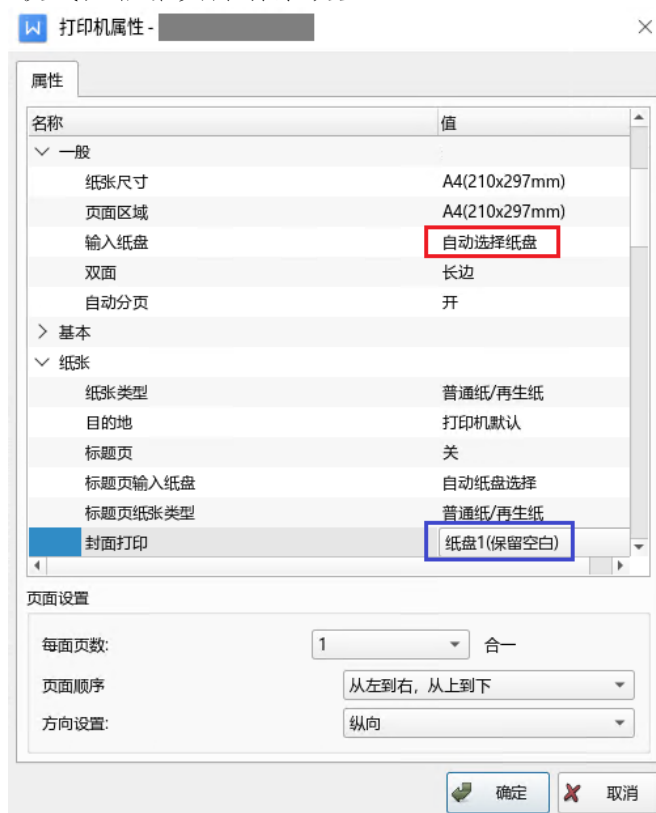 打印机属性 -
属性
名称 值
一般
纸张尺寸 A4(210x297mm)
页面区域 A4(210x297mm)
输入纸盘 自动选择纸盘
双面 长边
自动分页 开
基本
纸张
纸张类型 普通纸/再生纸
目的地 打印机默认
标题页 关
标题页输入纸盘 自动纸盘选择
标题页纸张类型 普通纸/再生纸
封面打印 纸盘1(保留空白)
页面设置
每面页数: 1 合一
页面顺序 从左到右，从上到下
方向设置: 纵向
确定 取消